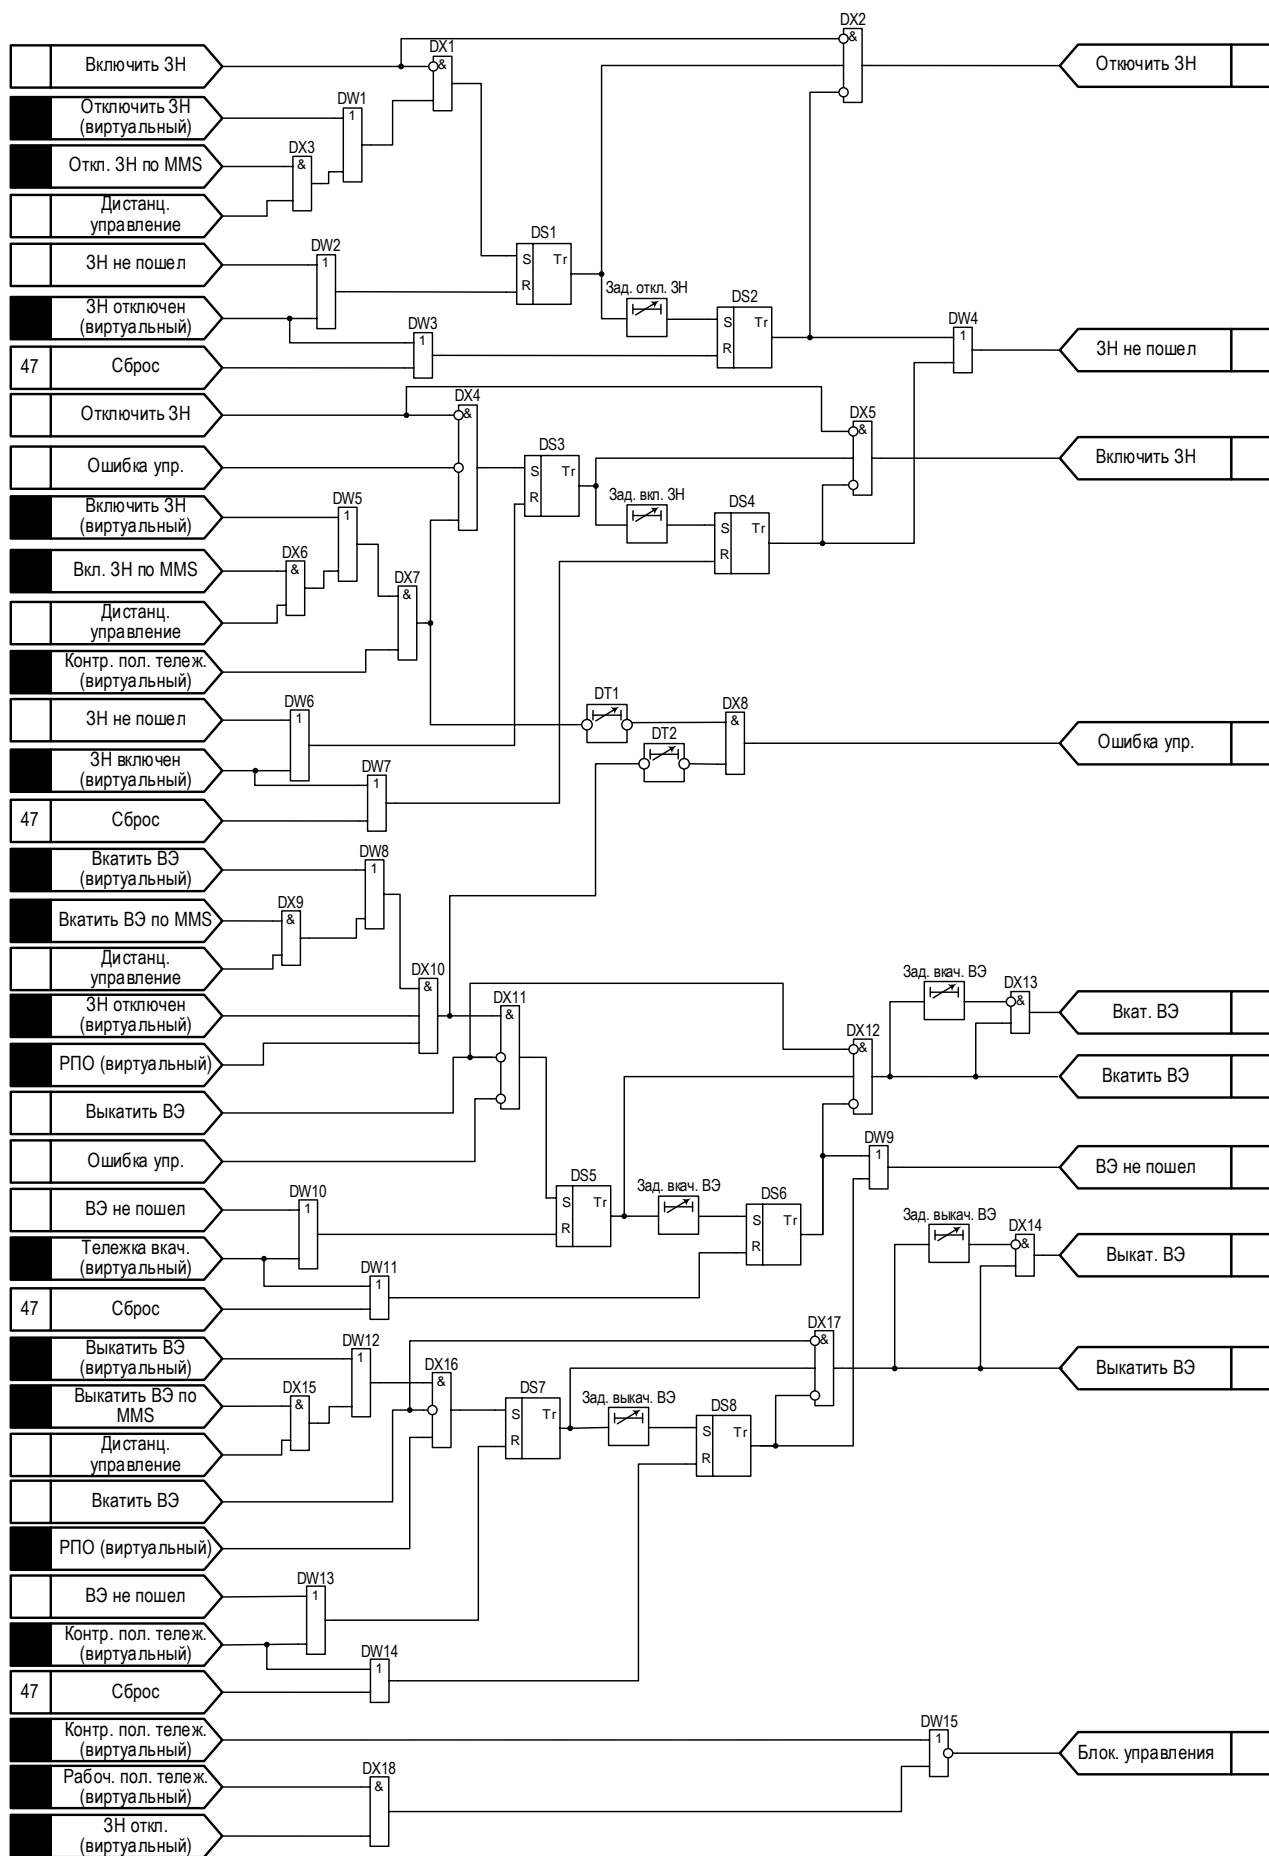 DX2
DX1
&
Включить ЗН
&
Откючить ЗН
DW1
Отключить ЗН
(виртуальный)
1
DX3
Откл. ЗН по MMS
&
Дистанц.
управление
DS1
DW2
ЗН не пошел
1
S Tr
R
Зад. откл. ЗН
DS2
ЗН отключен
(виртуальный)
DW3
S Tr
R
DW4
1
1
ЗН не пошел
47
Сброс
DX4
DX5
Отключить ЗН
&
&
DS3
Включить ЗН
Ошибка упр.
S Tr
R
Зад. вкл. ЗН
DS4
Включить ЗН
(виртуальный)
DW5
1
S Tr
R
DX6
Вкл. ЗН по MMS
&
DX7
&
Дистанц.
управление
Контр. пол. тележ.
(виртуальный)
DT1
DX8
DW6
ЗН не пошел
1
&
DT2
Ошибка упр.
ЗН включен
(виртуальный)
DW7
1
47
Сброс
DW8
Вкатить ВЭ
(виртуальный)
1
DX9
Вкатить ВЭ по MMS
&
Дистанц.
управление
DX10
Зад. вкач. ВЭ
DX13
&
&
DX11
ЗН отключен
(виртуальный)
&
Вкат. ВЭ
DX12
РПО (виртуальный)
&
Вкатить ВЭ
Выкатить ВЭ
DW9
1
Ошибка упр.
ВЭ не пошел
DS5
DW10
Зад. вкач. ВЭ
DS6
ВЭ не пошел
1
S Tr
R
S Tr
R
Зад. выкач. ВЭ
DX14
&
Тележка вкач.
(виртуальный)
Выкат. ВЭ
DW11
1
47
Сброс
DX17
DW12
Выкатить ВЭ
(виртуальный)
1
&
DX16
&
Выкатить ВЭ
DX15
DS7
Зад. выкач. ВЭ
Выкатить ВЭ по
MMS
&
S Tr
R
DS8
S Tr
R
Дистанц.
управление
Вкатить ВЭ
РПО (виртуальный)
DW13
ВЭ не пошел
1
Контр. пол. тележ.
(виртуальный)
DW14
1
47
Сброс
DW15
Контр. пол. тележ.
(виртуальный)
1
Блок. управления
DX18
Рабоч. пол. тележ.
(виртуальный)
&
ЗН откл.
(виртуальный)